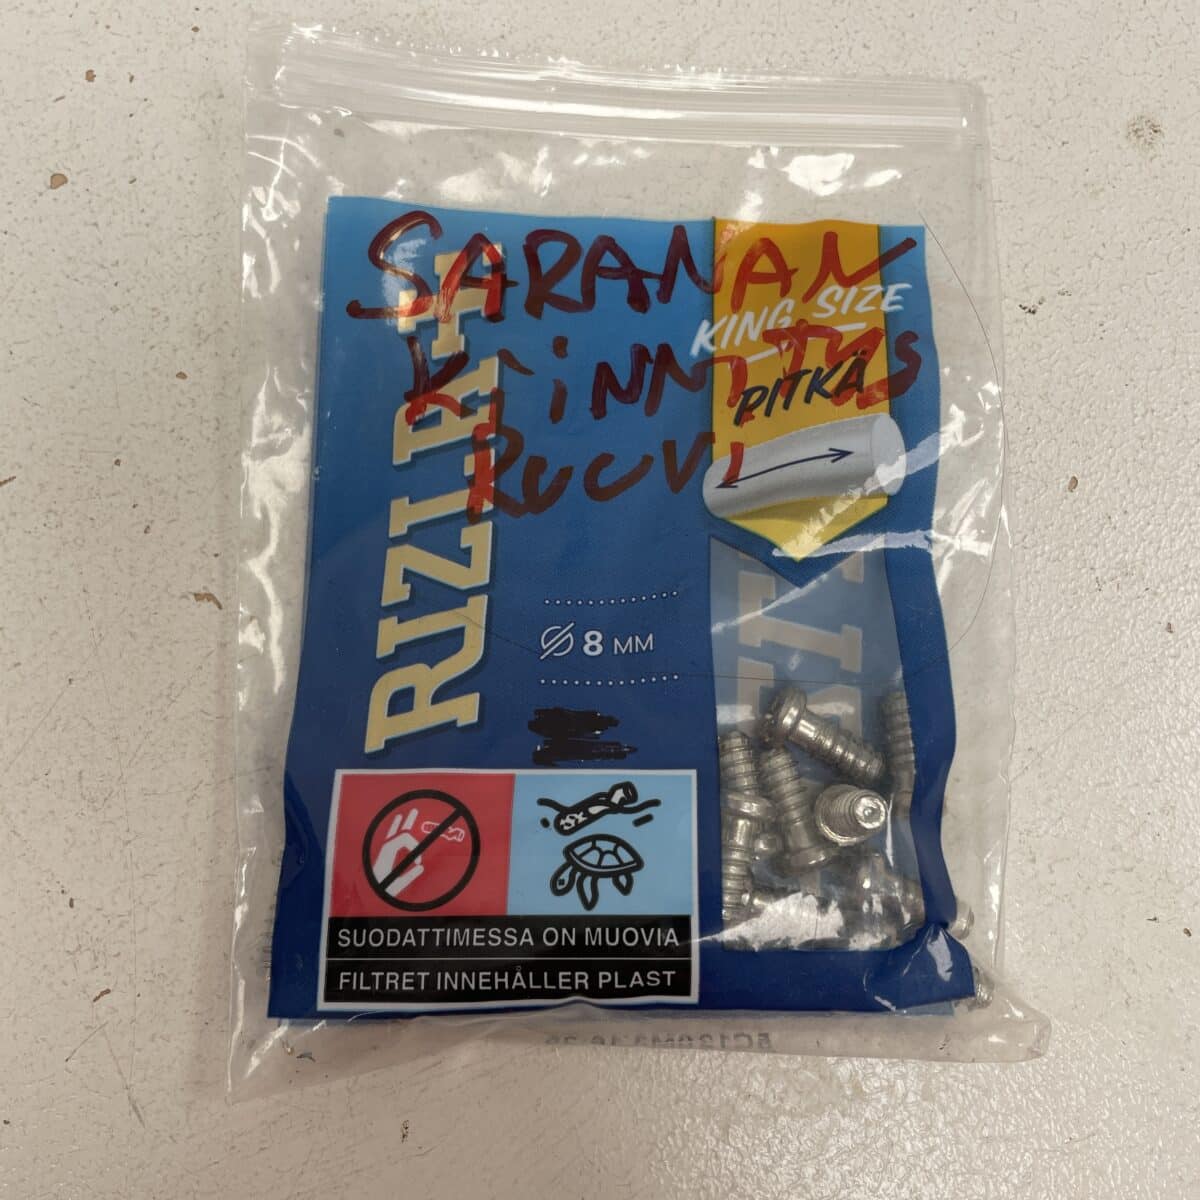 SARANAN
KIINNITYS
RUUVI
RIZLA+
KING SIZE
PITKÄ
Ø 8 MM
SUODATTIMESSA ON MUOVIA
FILTRET INNEHÅLLER PLAST